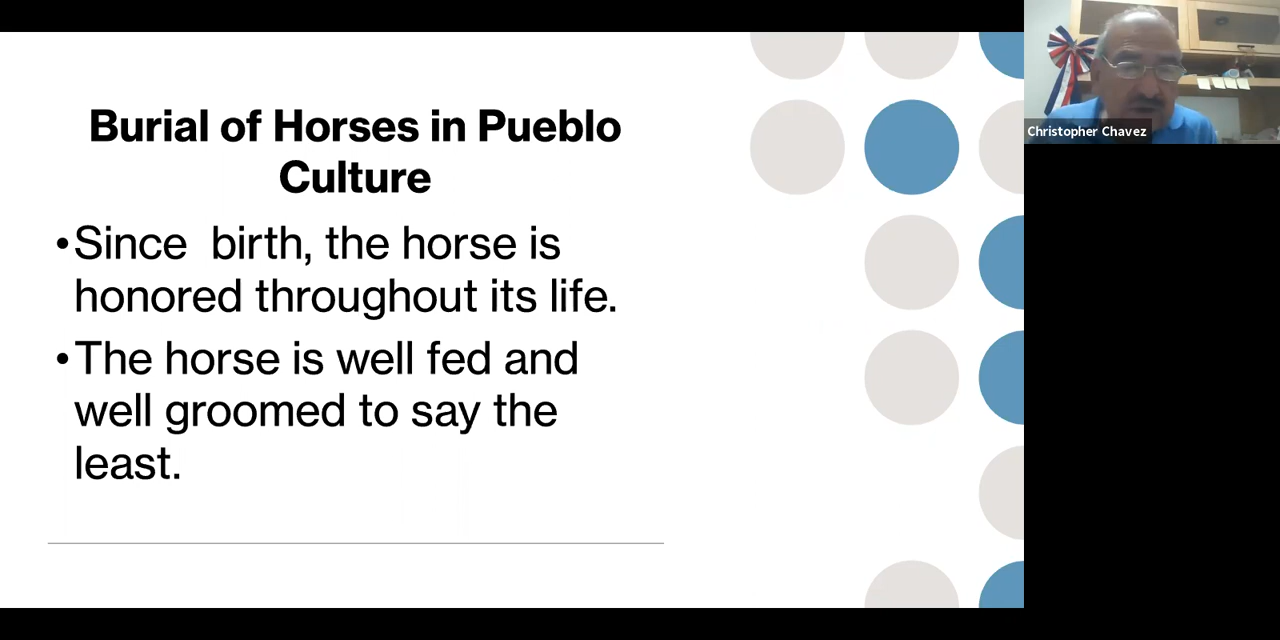 Burial of Horses in Pueblo
Culture
•Since  birth, the horse is
honored throughout its life.
•The horse is well fed and
well groomed to say the
least.
Christopher Chavez